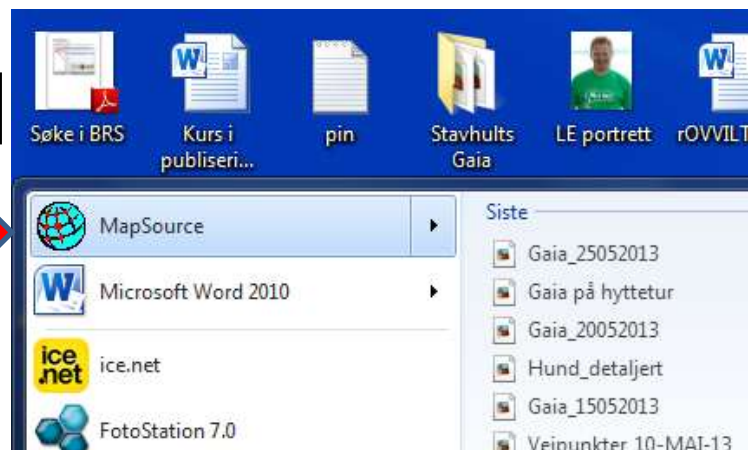 Søke i BRS
Kurs i
publiseri...
pin
Stavhults
Gaia
LE portrett
rOVVILT
MapSource
Microsoft Word 2010
ice.net
ice.net
FotoStation 7.0
Siste
Gaia_25052013
Gaia på hyttetur
Gaia_20052013
Hund_detaljert
Gaia_15052013
Veipunkter 10-MAI-13